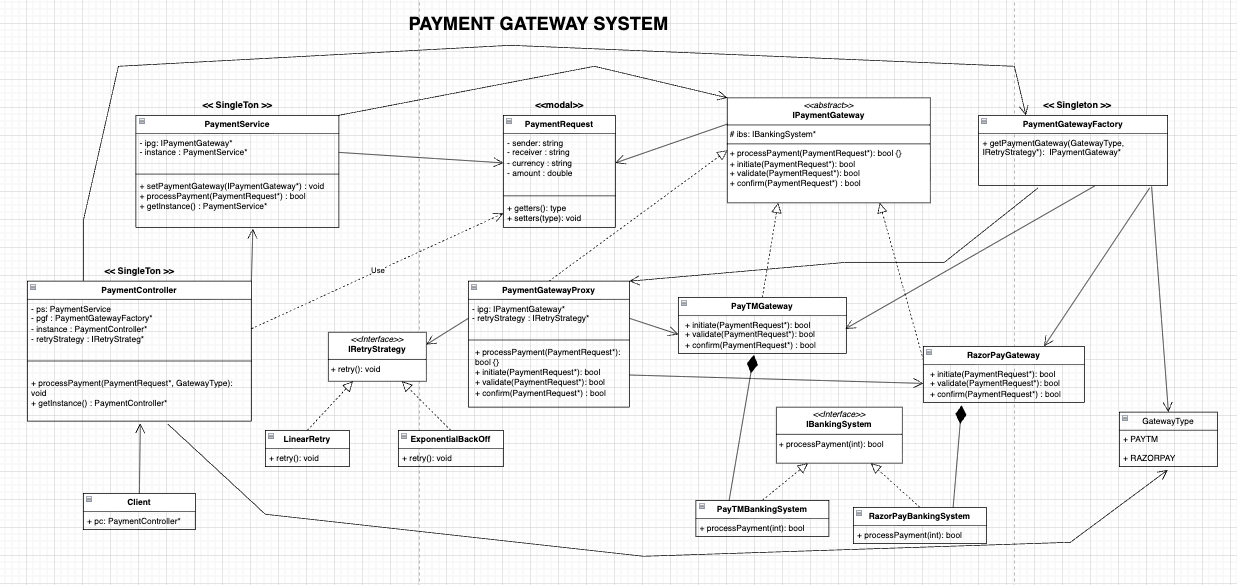 PAYMENT GATEWAY SYSTEM
<< SingleTon >>
PaymentService
- ipg: IPaymentGateway*
- instance : PaymentService*
+ setPaymentGateway(IPaymentGateway*) : void
+ processPayment(PaymentRequest*) : bool
+ getInstance() : PaymentService*
<<modal>>
PaymentRequest
- sender: string
- receiver : string
- currency : string
- amount : double
+ getters(): type
+ setters(type): void
<<abstract>>
IPaymentGateway
# ibs: IBankingSystem*
+ processPayment(PaymentRequest*): bool {}
+ initiate(PaymentRequest*): bool
+ validate(PaymentRequest*): bool
+ confirm(PaymentRequest*) : bool
<< Singleton >>
PaymentGatewayFactory
+ getPaymentGateway(GatewayType,
IRetryStrategy*): IPaymentGateway*
Use
<< SingleTon >>
PaymentController
- ps: PaymentService
- pgf : PaymentGatewayFactory*
- instance : PaymentController*
- retryStrategy : IRetryStrateg*
+ processPayment(PaymentRequest*, GatewayType):
void
+ getInstance() : PaymentController*
<<Interface>>
IRetryStrategy
+ retry(): void
PaymentGatewayProxy
- ipg: IPaymentGateway*
- retryStrategy : IRetryStrategy*
+ processPayment(PaymentRequest*):
bool {}
+ initiate(PaymentRequest*): bool
+ validate(PaymentRequest*): bool
+ confirm(PaymentRequest*) : bool
PayTMGateway
+ initiate(PaymentRequest*): bool
+ validate(PaymentRequest*): bool
+ confirm(PaymentRequest*) : bool
RazorPayGateway
+ initiate(PaymentRequest*): bool
+ validate(PaymentRequest*): bool
+ confirm(PaymentRequest*) : bool
<<Interface>>
IBankingSystem
+ processPayment(int): bool
GatewayType
+ PAYTM
+ RAZORPAY
LinearRetry
+ retry(): void
ExponentialBackOff
+ retry(): void
Client
+ pc: PaymentController*
PayTMBankingSystem
+ processPayment(int): bool
RazorPayBankingSystem
+ processPayment(int): bool